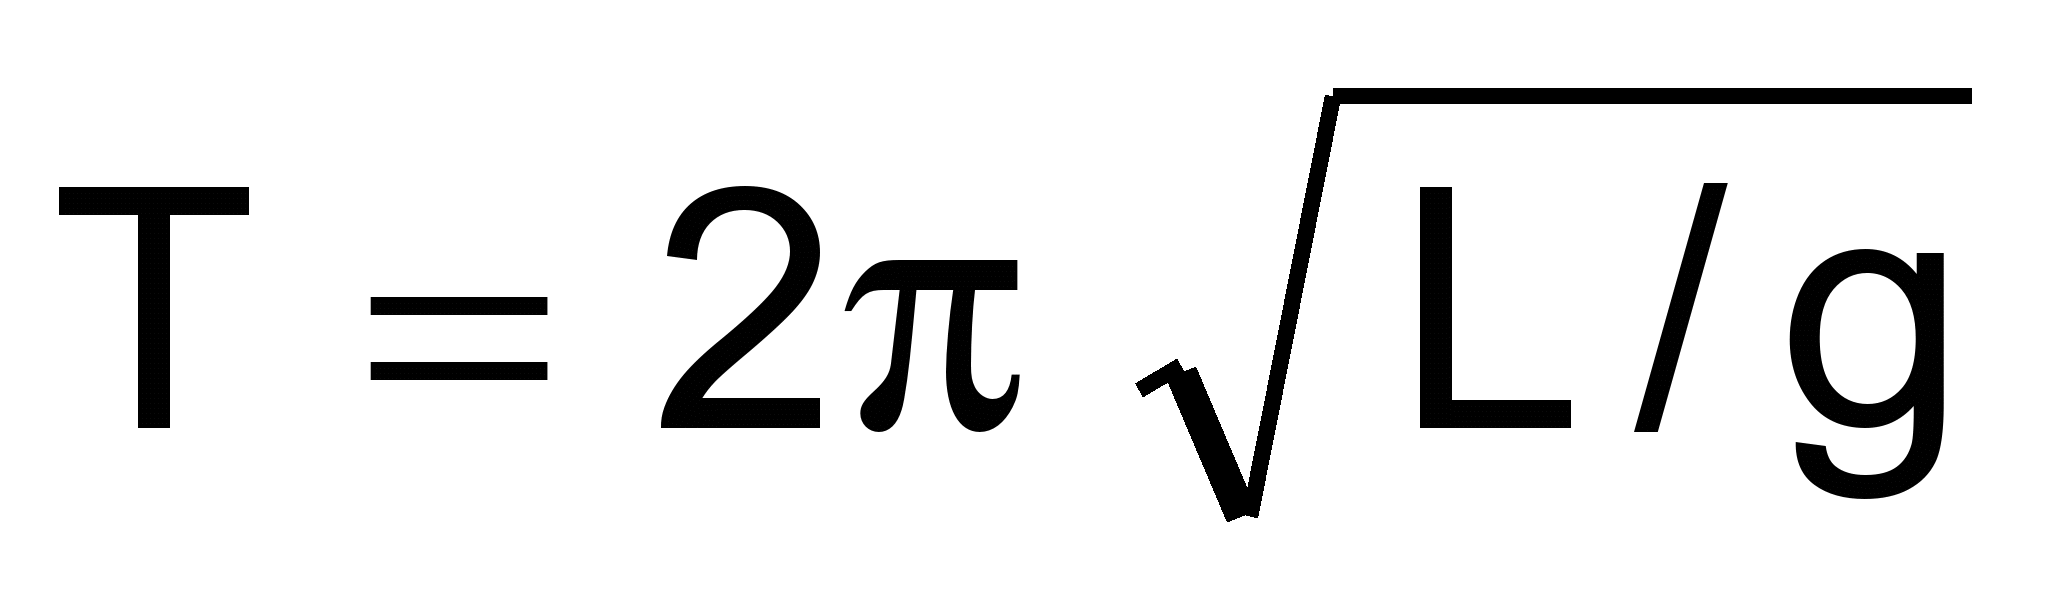 T = 2π √L/g